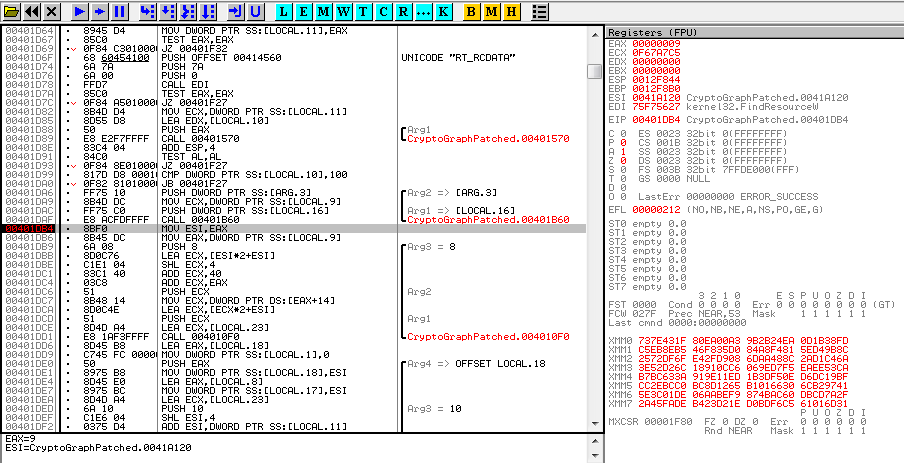 L E M W T C R ... K B M H
00401D64 8945 D4 MOV DWORD PTR SS:[LOCAL.11],EAX
00401D67 85C0 TEST EAX,EAX
00401D69 0F84 C3010000 JZ 00401F32
00401D6F 68 60454100 PUSH OFFSET 00414560 UNICODE "RT_RCDATA"
00401D74 6A 7A PUSH 7A
00401D76 6A 00 PUSH 0
00401D78 FFD7 CALL EDI
00401D7A 85C0 TEST EAX,EAX
00401D7C 0F84 A5010000 JZ 00401F27
00401D82 8B4D D4 MOV ECX,DWORD PTR SS:[LOCAL.11]
00401D85 8D55 D8 LEA EDX,[LOCAL.10]
00401D88 50 PUSH EAX Arg1
00401D89 E8 E2F7FFFF CALL 00401570 CryptoGraphPatched.00401570
00401D8E 83C4 04 ADD ESP,4
00401D91 84C0 TEST AL,AL
00401D93 0F84 8E010000 JZ 00401F27
00401D99 817D D8 0001 CMP DWORD PTR SS:[LOCAL.10],100
00401DA0 0F82 81010000 JB 00401F27
00401DA6 FF75 10 PUSH DWORD PTR SS:[ARG.3] Arg2 => [ARG.3]
00401DA9 8B4D DC MOV ECX,DWORD PTR SS:[LOCAL.9]
00401DAC FF75 C0 PUSH DWORD PTR SS:[LOCAL.16] Arg1 => [LOCAL.16]
00401DAF E8 ACFDFFFF CALL 00401B60 CryptoGraphPatched.00401B60
00401DB4 8BF0 MOV ESI,EAX
00401DB6 8B45 DC MOV EAX,DWORD PTR SS:[LOCAL.9]
00401DB9 6A 08 PUSH 8 Arg3 = 8
00401DBB 8D0C76 LEA ECX,[ESI*2+ESI]
00401DBE C1E1 04 SHL ECX,4
00401DC1 83C1 40 ADD ECX,40
00401DC4 03C8 ADD ECX,EAX
00401DC6 51 PUSH ECX Arg2
00401DC7 8B48 14 MOV ECX,DWORD PTR DS:[EAX+14]
00401DCA 8D0C4E LEA ECX,[ECX*2+ESI]
00401DCD 51 PUSH ECX Arg1
00401DCE 8D4D A4 LEA ECX,[LOCAL.23]
00401DD1 E8 1AF3FFFF CALL 004010F0 CryptoGraphPatched.004010F0
00401DD6 8D45 B8 LEA EAX,[LOCAL.18]
00401DD9 C745 FC 0000 MOV DWORD PTR SS:[LOCAL.1],0
00401DE0 50 PUSH EAX Arg4 => OFFSET LOCAL.18
00401DE1 8975 B8 MOV DWORD PTR SS:[LOCAL.18],ESI
00401DE4 8D45 E0 LEA EAX,[LOCAL.8]
00401DE7 8975 BC MOV DWORD PTR SS:[LOCAL.17],ESI
00401DEA 8D4D A4 LEA ECX,[LOCAL.23]
00401DED 6A 10 PUSH 10 Arg3 = 10
00401DEF C1E6 04 SHL ESI,4
00401DF2 0375 D4 ADD ESI,DWORD PTR SS:[LOCAL.11]
EAX=9
ESI=CryptoGraphPatched.0041A120
Registers (FPU)
EAX 00000009
ECX 0F67A7C5
EDX 00000000
EBX 00000000
ESP 0012F844
EBP 0012F8B0
ESI 0041A120 CryptoGraphPatched.0041A120
EDI 75F75627 kernel32.FindResourceW
EIP 00401DB4 CryptoGraphPatched.00401DB4
C 0 ES 0023 32bit 0(FFFFFFFF)
P 0 CS 001B 32bit 0(FFFFFFFF)
A 1 SS 0023 32bit 0(FFFFFFFF)
Z 0 DS 0023 32bit 0(FFFFFFFF)
S 0 FS 003B 32bit 7FFDE000(FFF)
T 0 GS 0000 NULL
D 0
O 0 LastErr 00000000 ERROR_SUCCESS
EFL 00000212 (NO,NB,NE,A,NS,PO,GE,G)
ST0 empty 0.0
ST1 empty 0.0
ST2 empty 0.0
ST3 empty 0.0
ST4 empty 0.0
ST5 empty 0.0
ST6 empty 0.0
ST7 empty 0.0
3 2 1 0 E S P U O Z D I
FST 0000 Cond 0 0 0 0 Err 0 0 0 0 0 0 0 0 (GT)
FCW 027F Prec NEAR,53 Mask 1 1 1 1 1 1
Last cmnd 0000:00000000
XMM0 737E431F 80EA00A3 9B2B24EA 0D1B38FD
XMM1 C5EB8EB5 46F835D0 84A8F481 5ED49B8C
XMM2 2572DF6F E42FD908 6DAA488C 2AD1C46A
XMM3 3E52D26C 18910CC6 069ED7F5 EAEE53CA
XMM4 B7BC633A 919E11ED 1B3DF50E D6DC19BF
XMM5 CC2EBCC0 BC8D1265 B1016630 6CB29741
XMM6 5E3C01DE 06AABEF9 874BAC60 DBCD7A2F
XMM7 2A45FADE B423D21E D0BDF6C5 61016D31
P U O Z D I
MXCSR 00001F80 FZ 0 DZ 0 Err 0 0 0 0 0 0
Rnd NEAR Mask 1 1 1 1 1 1